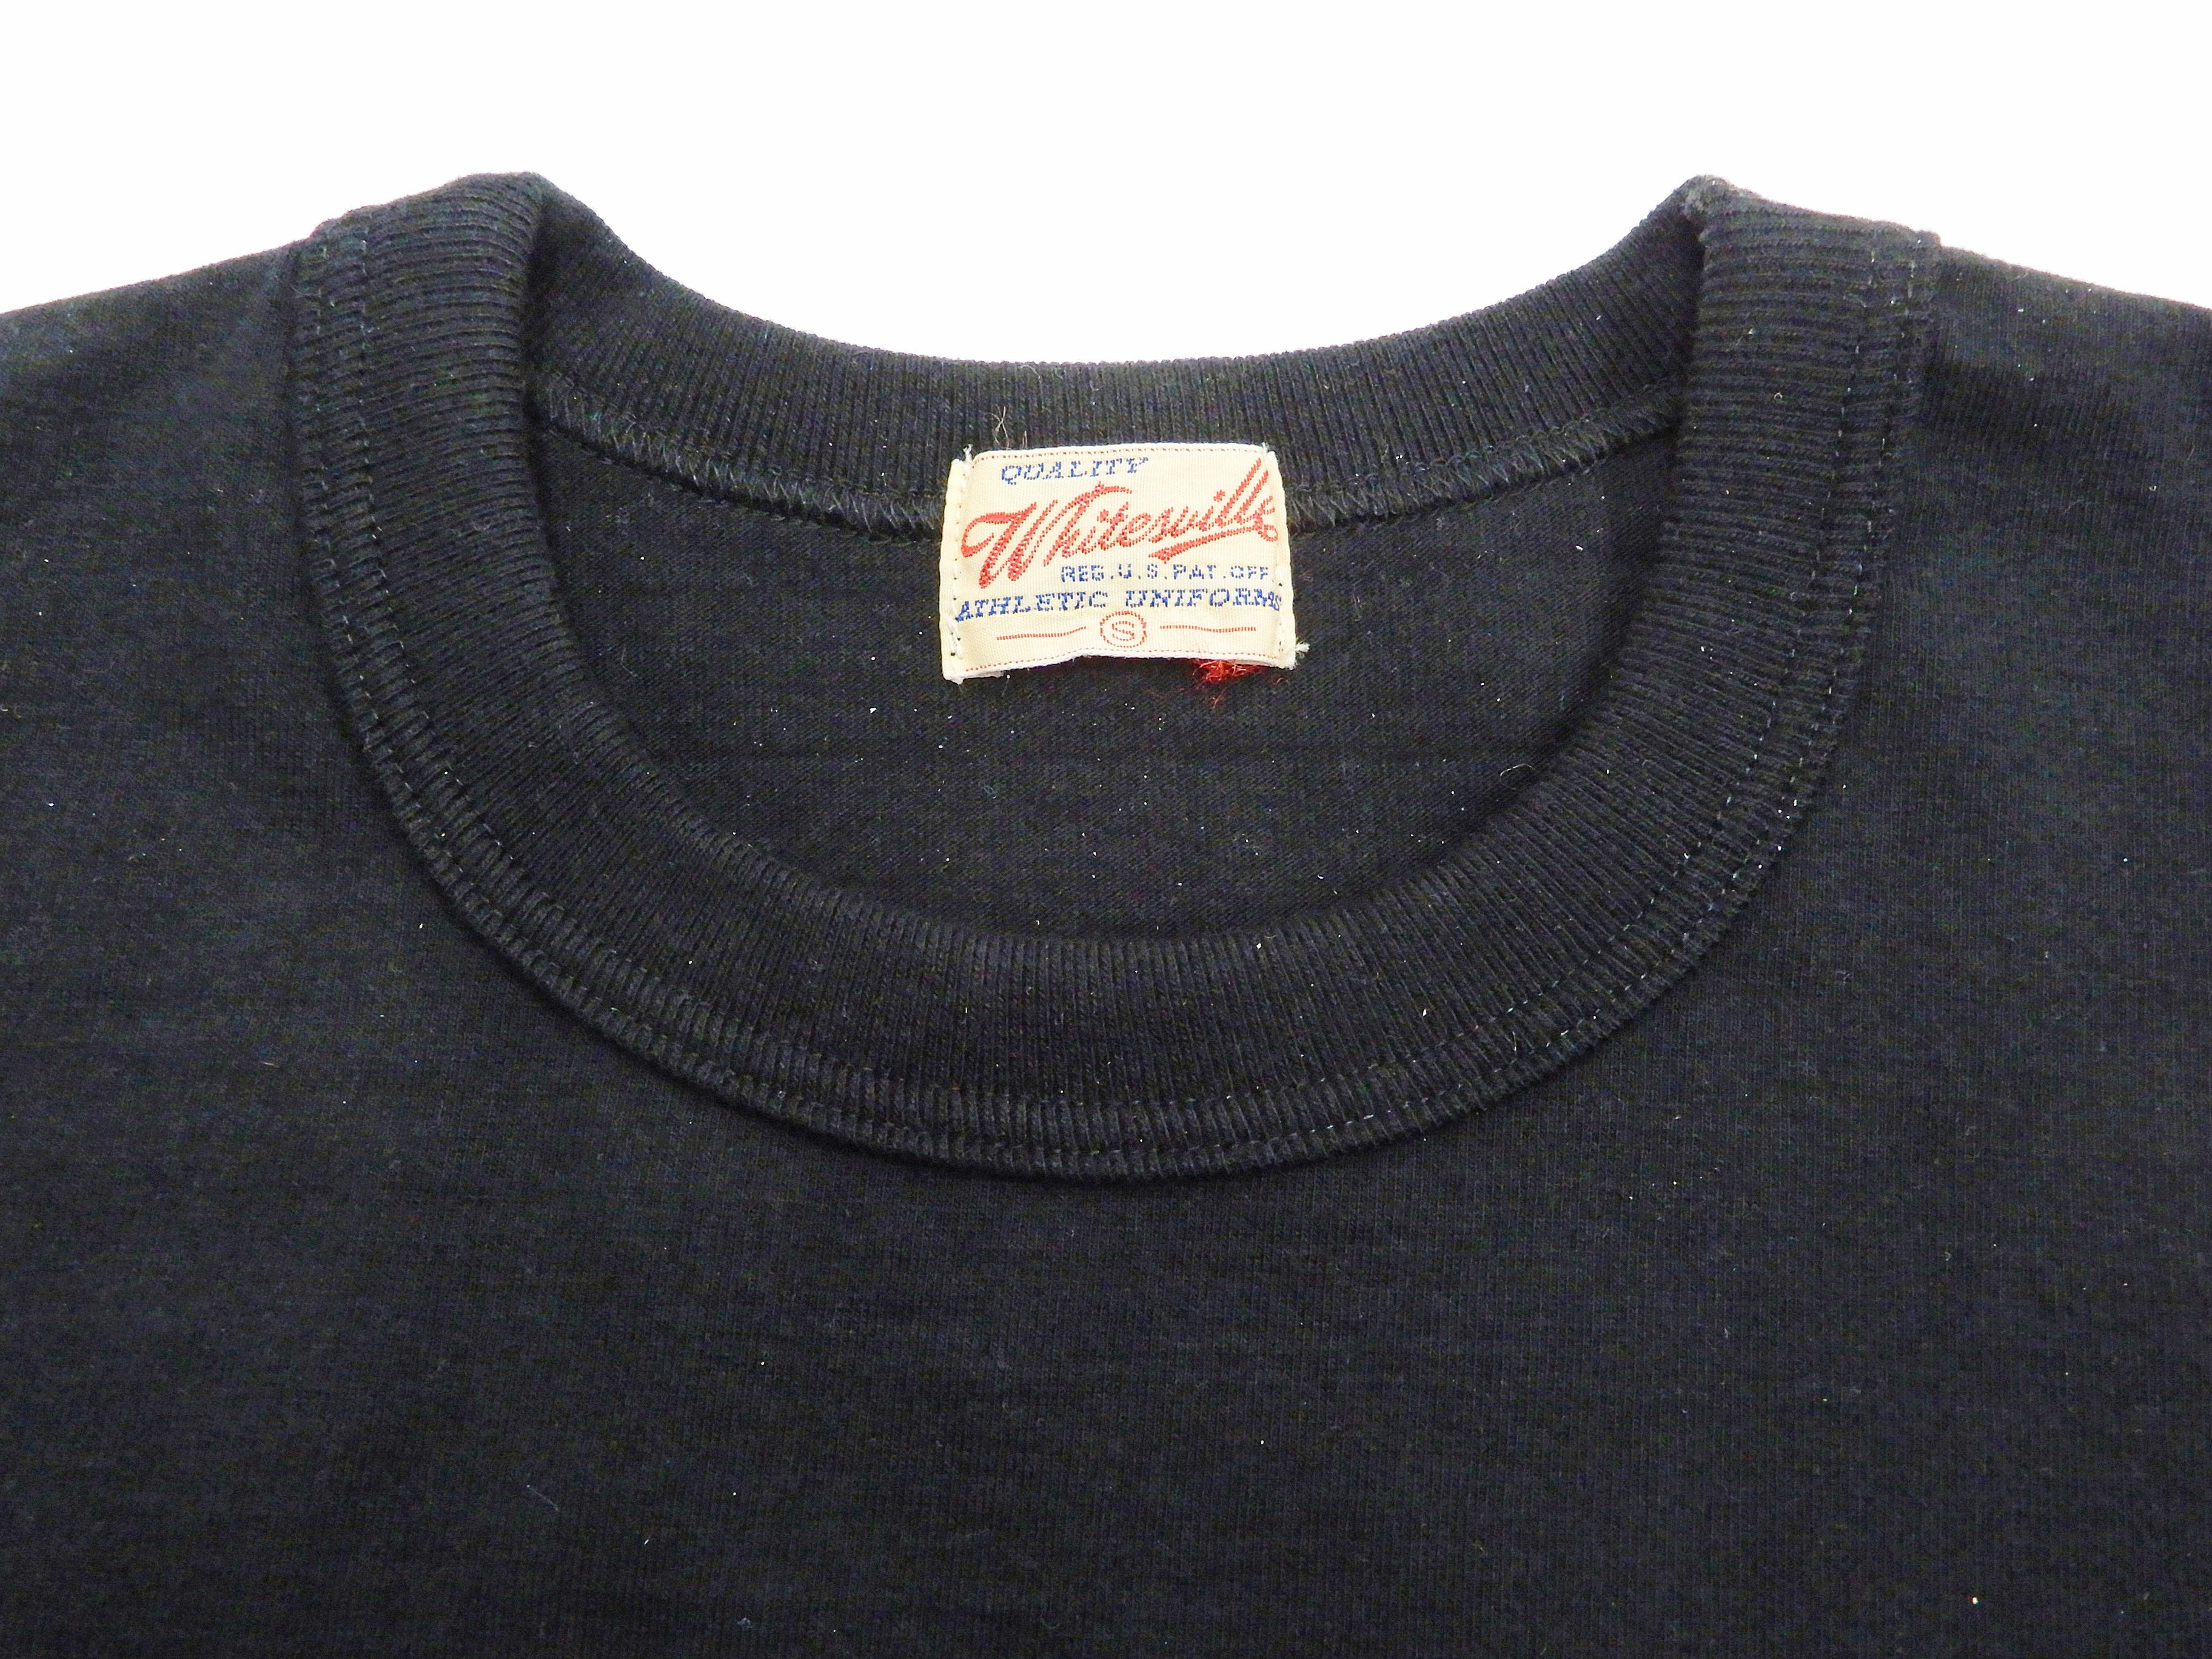 QUALITY
Whitesville
REG. U.S. PAT. OFF.
ATHLETIC UNIFORMS
S